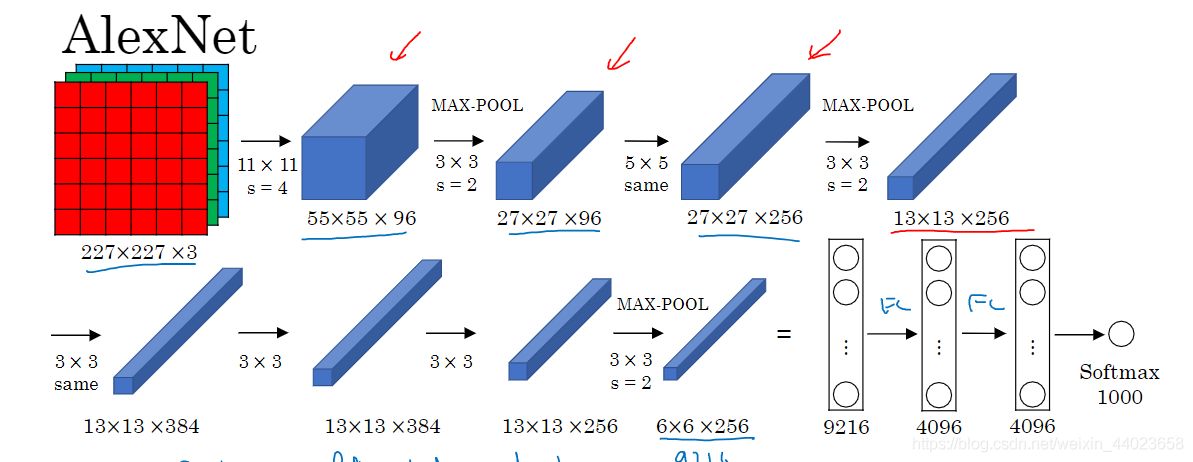 AlexNet
MAX-POOL
MAX-POOL
11 × 11
s = 4
3 × 3
s = 2
5 × 5
same
3 × 3
s = 2
227×227 ×3
55×55 × 96
27×27 ×96
27×27 ×256
13×13 ×256
MAX-POOL
FC
FC
=
3 × 3
same
3 × 3
3 × 3
3 × 3
s = 2
⋮
⋮
⋮
Softmax
1000
13×13 ×384
13×13 ×384
13×13 ×256
6×6 ×256
9216
4096
4096
https://blog.csdn.net/weixin_44023658
9216